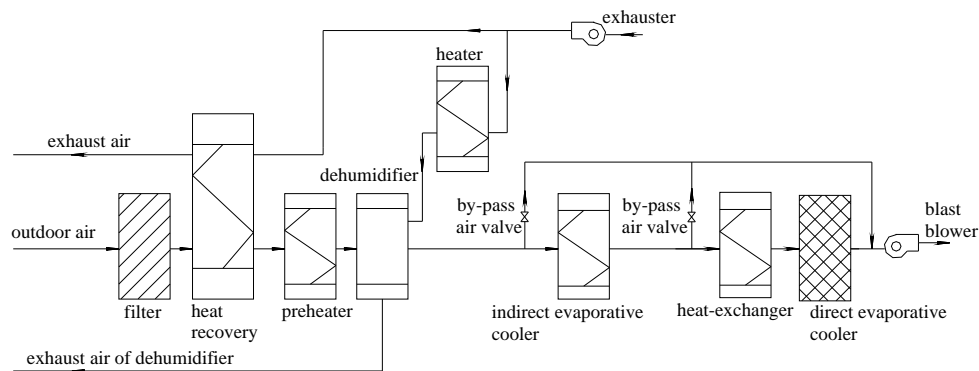 exhauster
heater
exhaust air
dehumidifier
by-pass
air valve
by-pass
air valve
blast
blower
outdoor air
filter
heat
recovery
preheater
indirect evaporative
cooler
heat-exchanger
direct evaporative
cooler
exhaust air of dehumidifier